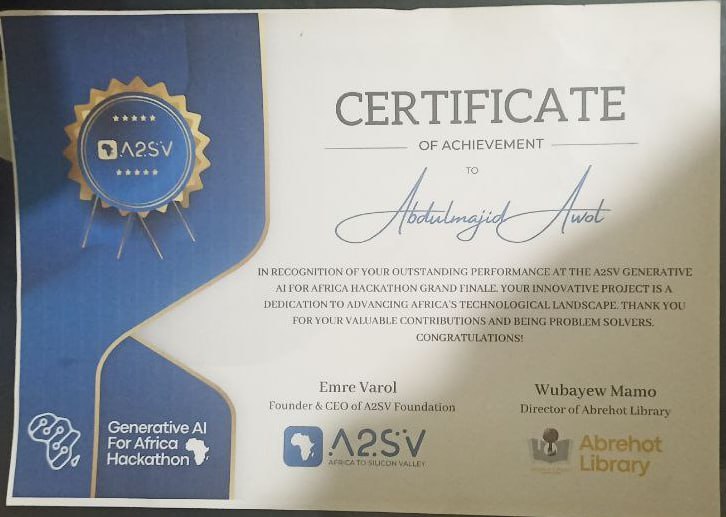 A2SV
CERTIFICATE
OF ACHIEVEMENT
TO
Abdulmajid Awol
IN RECOGNITION OF YOUR OUTSTANDING PERFORMANCE AT THE A2SV GENERATIVE
AI FOR AFRICA HACKATHON GRAND FINALE. YOUR INNOVATIVE PROJECT IS A
DEDICATION TO ADVANCING AFRICA'S TECHNOLOGICAL LANDSCAPE. THANK YOU
FOR YOUR VALUABLE CONTRIBUTIONS AND BEING PROBLEM SOLVERS.
CONGRATULATIONS!
Emre Varol
Founder & CEO of A2SV Foundation
A2SV
AFRICA TO SILICON VALLEY
Wubayew Mamo
Director of Abrehot Library
Abrehot
Library
Generative AI
For Africa
Hackathon